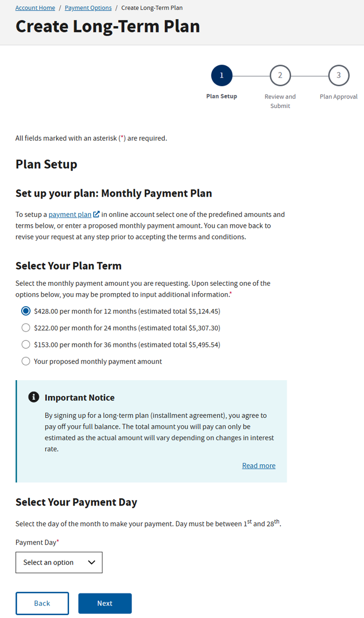 Account Home / Payment Options / Create Long-Term Plan
Create Long-Term Plan
1 2 3
Plan Setup Review and Submit Plan Approval
All fields marked with an asterisk (*) are required.
Plan Setup
Set up your plan: Monthly Payment Plan
To setup a payment plan in online account select one of the predefined amounts and
terms below, or enter a proposed monthly payment amount. You can move back to
revise your request at any step prior to accepting the terms and conditions.
Select Your Plan Term
Select the monthly payment amount you are requesting. Upon selecting one of the
options below, you may be prompted to input additional information.*
$428.00 per month for 12 months (estimated total $5,124.45)
$222.00 per month for 24 months (estimated total $5,307.30)
$153.00 per month for 36 months (estimated total $5,495.54)
Your proposed monthly payment amount
Important Notice
By signing up for a long-term plan (installment agreement), you agree to
pay off your full balance. The total amount you will pay can only be
estimated as the actual amount will vary depending on changes in interest
rate.
Read more
Select Your Payment Day
Select the day of the month to make your payment. Day must be between 1st and 28th.
Payment Day*
Select an option
Back Next